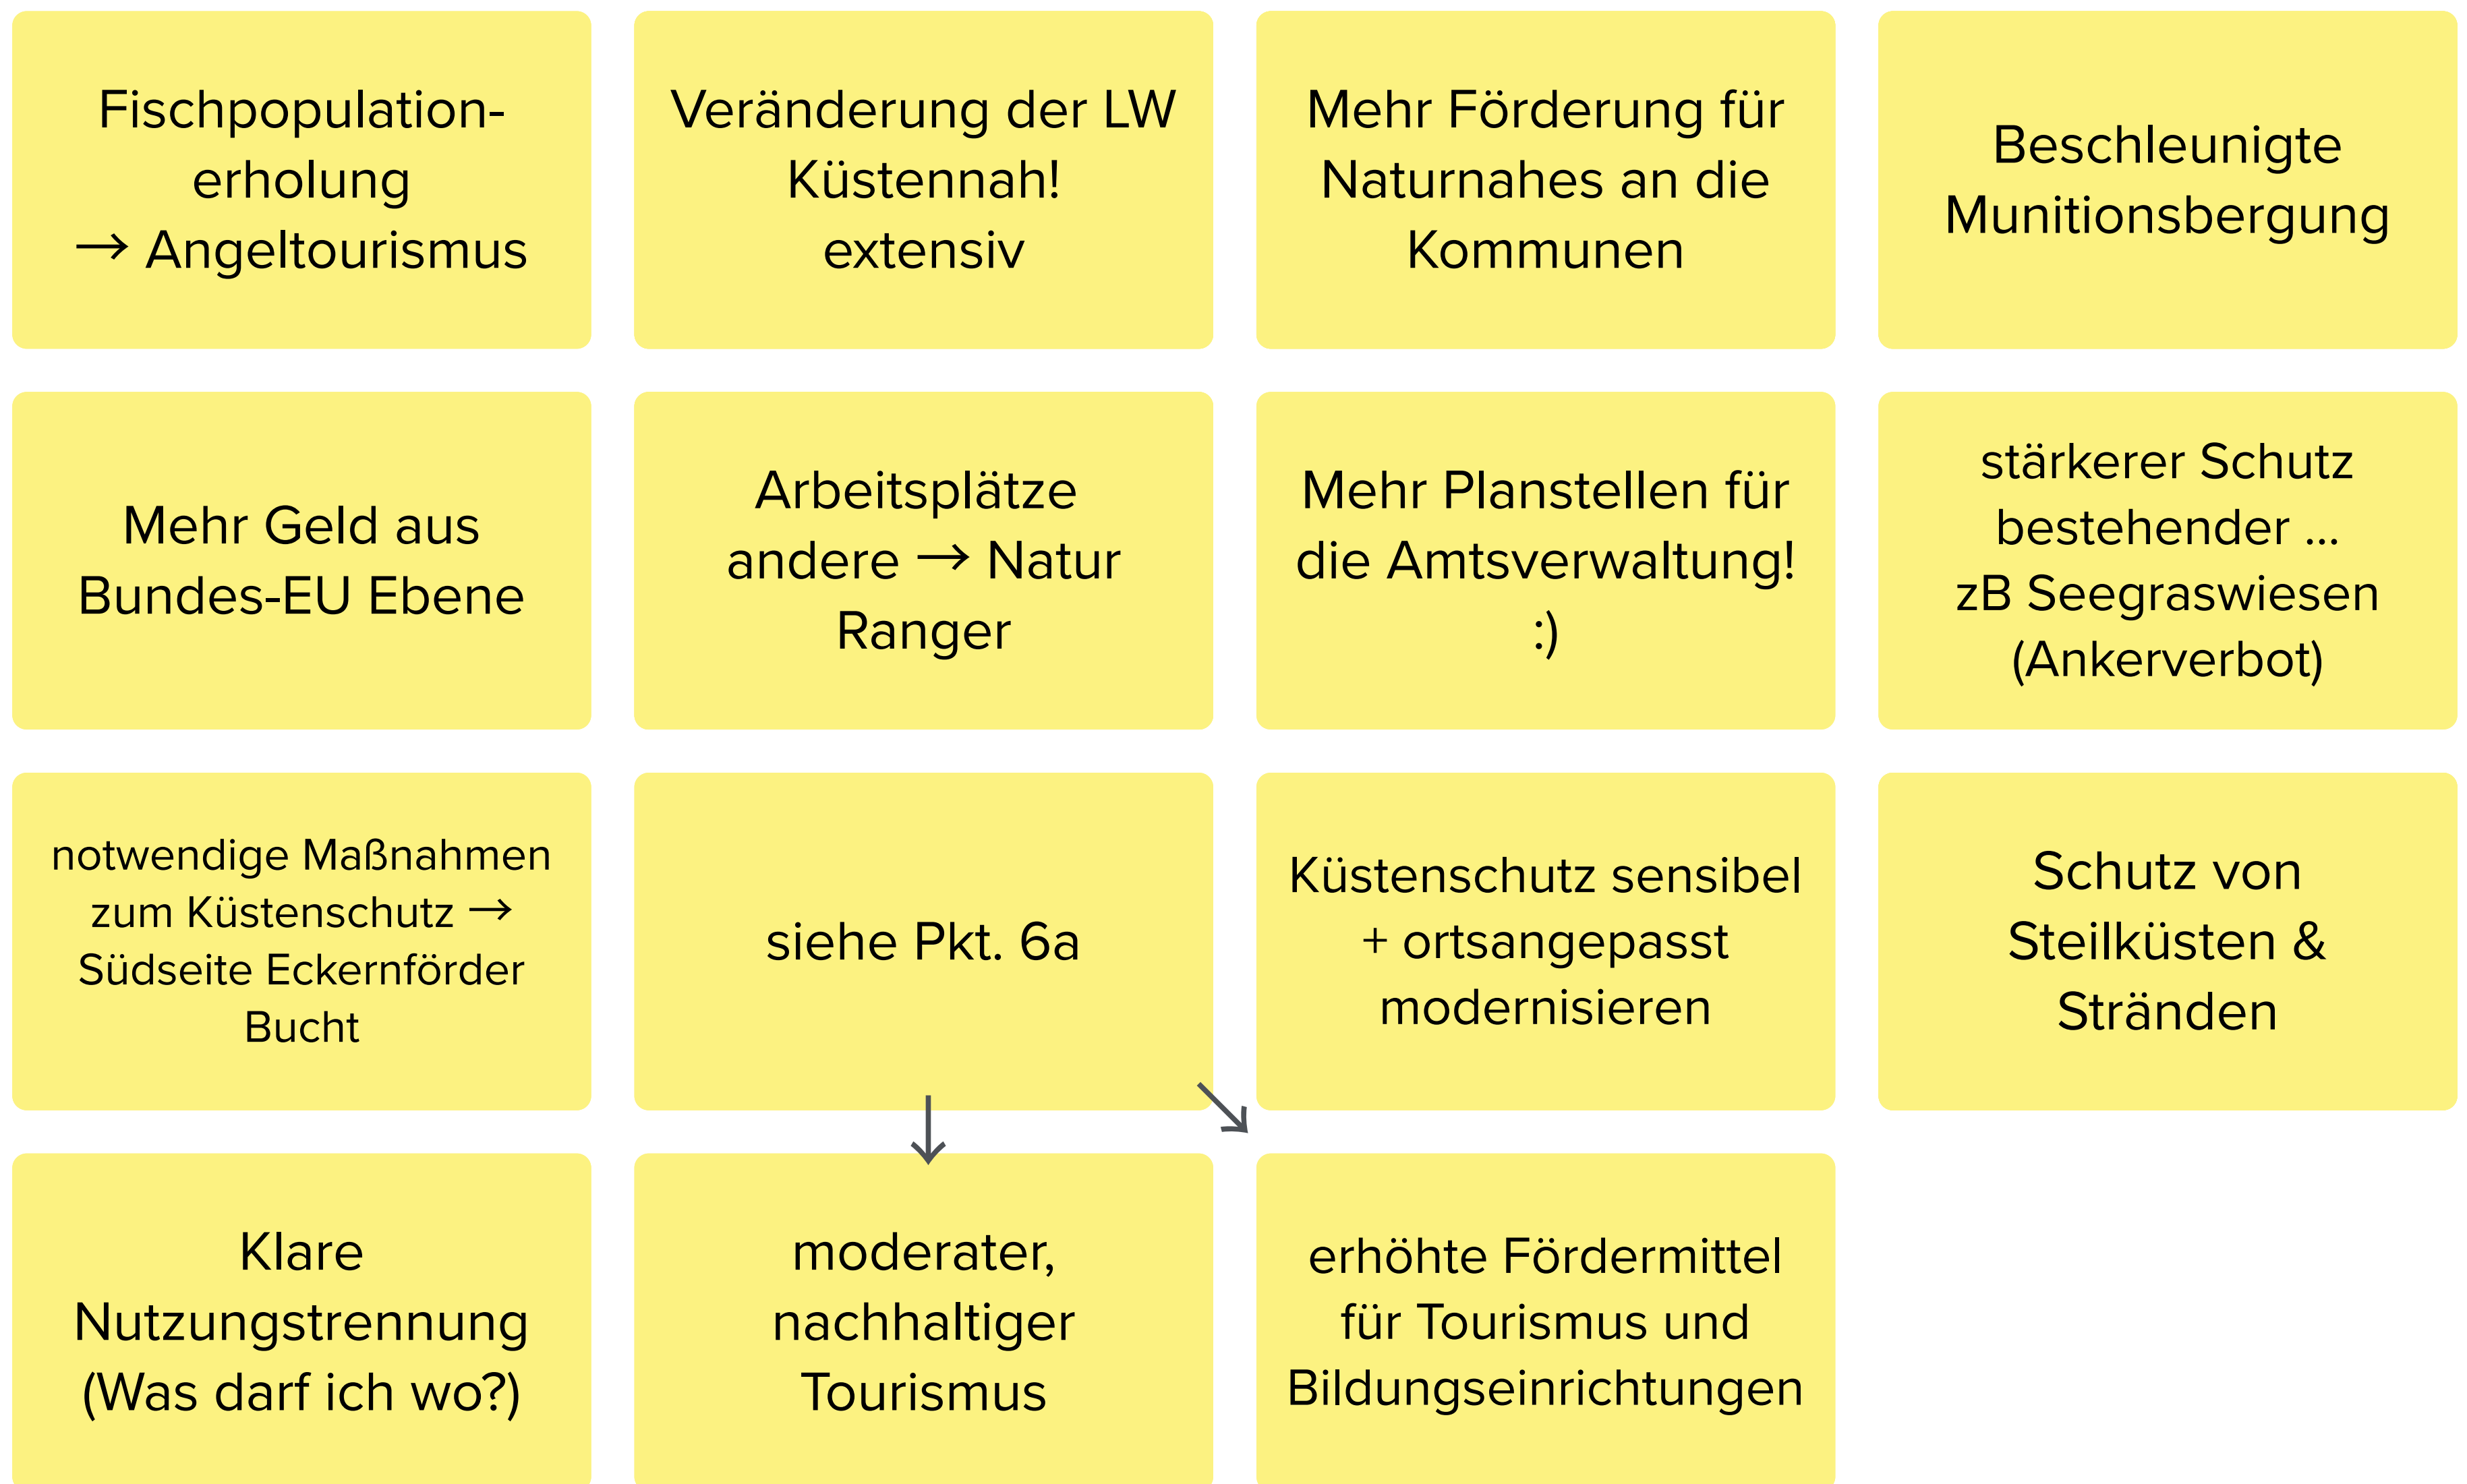 Fischpopulation-
erholung
→ Angeltourismus
Veränderung der LW
Küstennah!
extensiv
Mehr Förderung für
Naturnahes an die
Kommunen
Beschleunigte
Munitionsbergung
Mehr Geld aus
Bundes-EU Ebene
Arbeitsplätze
andere → Natur
Ranger
Mehr Planstellen für
die Amtsverwaltung!
:)
stärkerer Schutz
bestehender ...
zB Seegraswiesen
(Ankerverbot)
notwendige Maßnahmen
zum Küstenschutz →
Südseite Eckernförder
Bucht
siehe Pkt. 6a
Küstenschutz sensibel
+ ortsangepasst
modernisieren
Schutz von
Steilküsten &
Stränden
Klare
Nutzungstrennung
(Was darf ich wo?)
moderater,
nachhaltiger
Tourismus
erhöhte Fördermittel
für Tourismus und
Bildungseinrichtungen